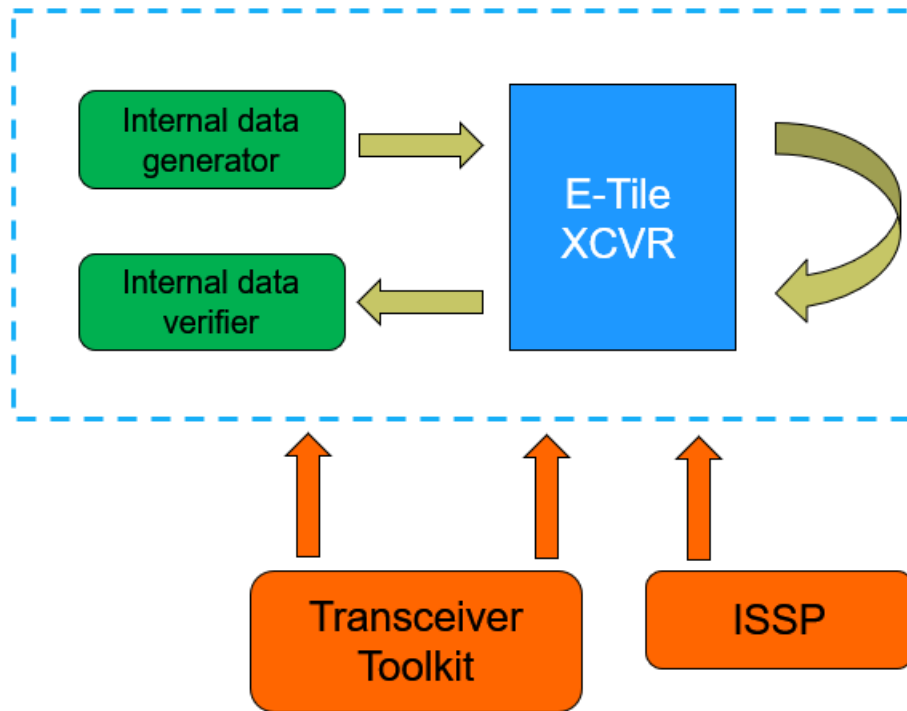 Internal data
generator
E-Tile
XCVR
Internal data
verifier
Transceiver
Toolkit
ISSP